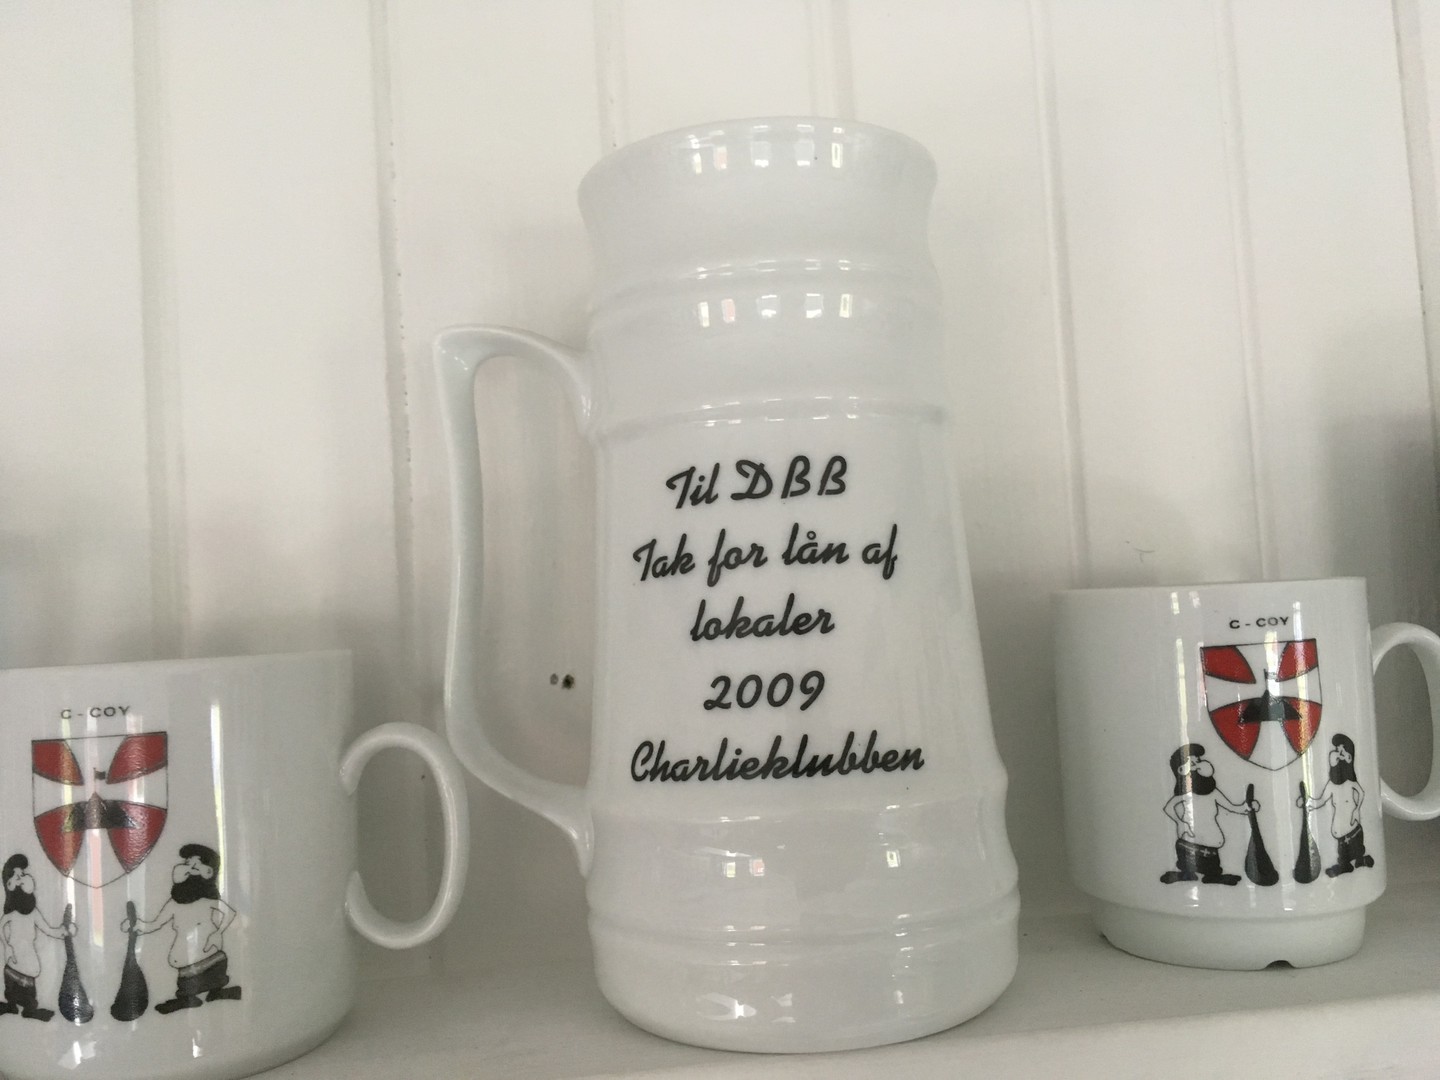 Til DBB
Tak for lån af
lokaler
2009
Charlieklubben
C-COY
C-COY